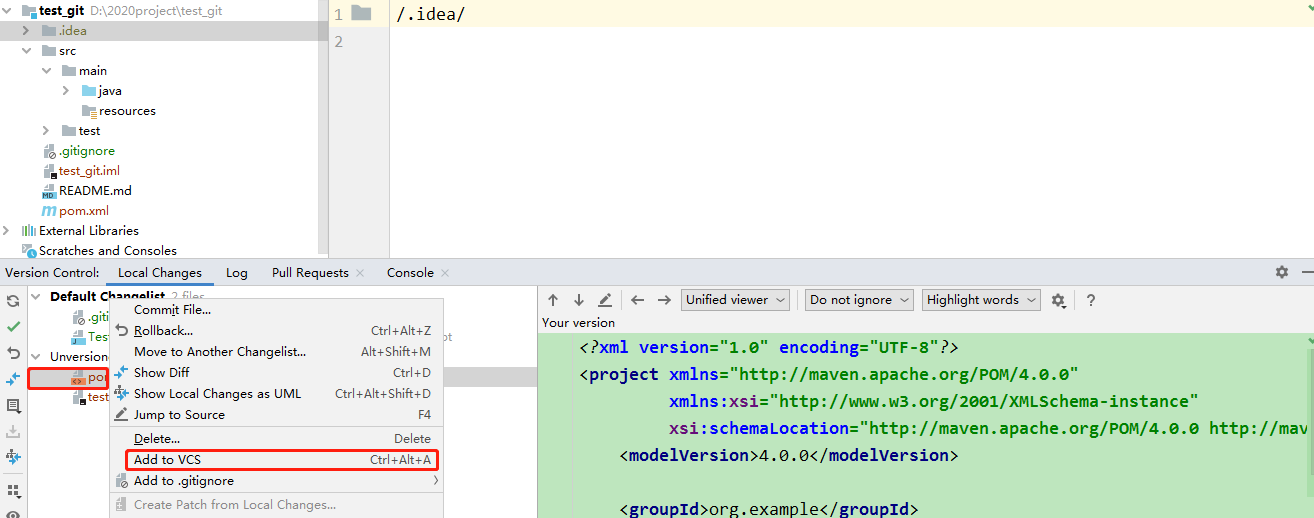 test_git D:\2020project\test_git
.idea
src
main
java
resources
test
.gitignore
test_git.iml
README.md
pom.xml
External Libraries
Scratches and Consoles
1 /.idea/
2
Version Control: Local Changes Log Pull Requests Console
Default Changelist 2 files
.giti
Test
Unversion
pom
test
Commit File...
Rollback... Ctrl+Alt+Z
Move to Another Changelist... Alt+Shift+M
Show Diff Ctrl+D
Show Local Changes as UML Ctrl+Alt+Shift+D
Jump to Source F4
Delete... Delete
Add to VCS Ctrl+Alt+A
Add to .gitignore
Create Patch from Local Changes...
Unified viewer Do not ignore Highlight words ?
Your version
<?xml version="1.0" encoding="UTF-8"?>
<project xmlns="http://maven.apache.org/POM/4.0.0"
xmlns:xsi="http://www.w3.org/2001/XMLSchema-instance"
xsi:schemaLocation="http://maven.apache.org/POM/4.0.0 http://mav
<modelVersion>4.0.0</modelVersion>
<groupId>org.example</groupId>